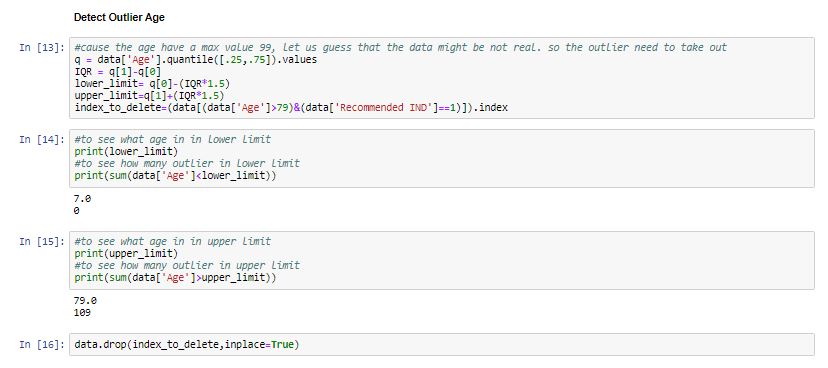 Detect Outlier Age
In [13]: #cause the age have a max value 99, let us guess that the data might be not real. so the outlier need to take out
q = data['Age'].quantile([.25,.75]).values
IQR = q[1]-q[0]
lower_limit= q[0]-(IQR*1.5)
upper_limit=q[1]+(IQR*1.5)
index_to_delete=(data[(data['Age']>79)&(data['Recommended IND']==1)]).index
In [14]: #to see what age in in lower limit
print(lower_limit)
#to see how many outlier in lower limit
print(sum(data['Age']<lower_limit))
7.0
0
In [15]: #to see what age in in upper limit
print(upper_limit)
#to see how many outlier in upper limit
print(sum(data['Age']>upper_limit))
79.0
109
In [16]: data.drop(index_to_delete,inplace=True)